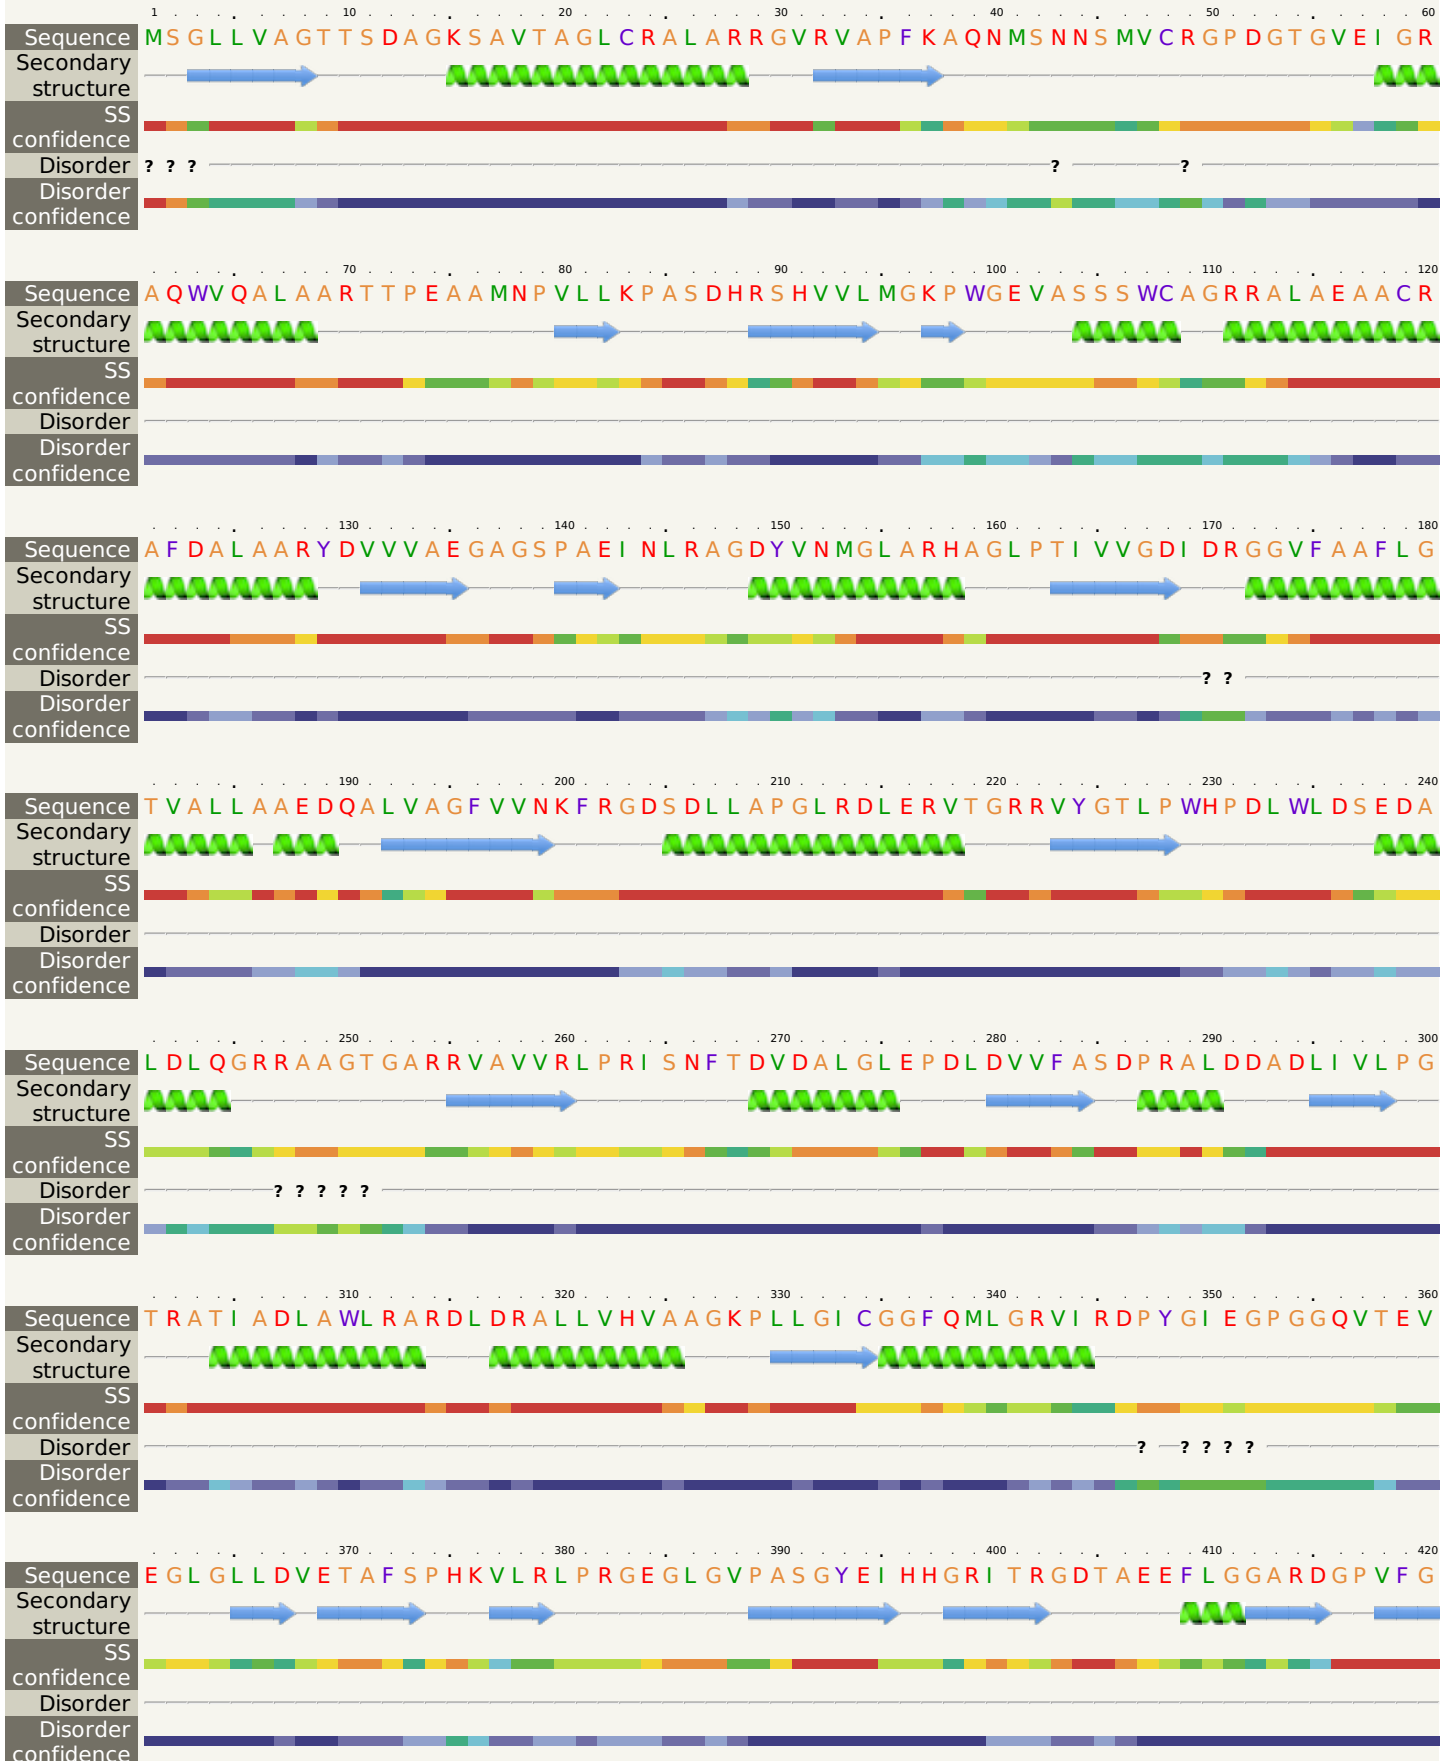 1 . . . . . . . . 10 . . . . . . . . . 20 . . . . . . . . . 30 . . . . . . . . . 40 . . . . . . . . . 50 . . . . . . . . . 60
Sequence MSGLLVAGTTSDAGKSAVTAGLCRALARRGVRVAPFKAQNMSNNSMVCRGPDGTGVEIGR
Secondary
structure
SS
confidence
Disorder ? ? ? ? ?
Disorder
confidence
. . . . . . . . . 70 . . . . . . . . . 80 . . . . . . . . . 90 . . . . . . . . . 100 . . . . . . . . . 110 . . . . . . . . . 120
Sequence AQWVQALAARTTPEAAMNPVLLKPASDHRSHVVLMGKPWGEVASSSWCAGRRALAEAACR
Secondary
structure
SS
confidence
Disorder
Disorder
confidence
. . . . . . . . . 130 . . . . . . . . . 140 . . . . . . . . . 150 . . . . . . . . . 160 . . . . . . . . . 170 . . . . . . . . . 180
Sequence AFDALAARYDVVVAEGAGSPAEINLRAGDYVNMGLARHAGLPTIVVGDIDRGGVFAAFLG
Secondary
structure
SS
confidence
Disorder ? ?
Disorder
confidence
. . . . . . . . . 190 . . . . . . . . . 200 . . . . . . . . . 210 . . . . . . . . . 220 . . . . . . . . . 230 . . . . . . . . . 240
Sequence TVALLAAEDQALVAGFVVNKFRGDSDLLAPGLRDLERVTGRRVYGTLPWHPDLWLDSEDA
Secondary
structure
SS
confidence
Disorder
Disorder
confidence
. . . . . . . . . 250 . . . . . . . . . 260 . . . . . . . . . 270 . . . . . . . . . 280 . . . . . . . . . 290 . . . . . . . . . 300
Sequence LDLQGRRAAGTGARRVAVVRLPRISNFTDVDALGLEPDLDVVFASDPRALDDADLIVLPG
Secondary
structure
SS
confidence
Disorder ? ? ? ? ?
Disorder
confidence
. . . . . . . . . 310 . . . . . . . . . 320 . . . . . . . . . 330 . . . . . . . . . 340 . . . . . . . . . 350 . . . . . . . . . 360
Sequence TRATIADLAWLRARDLDRALLVHVAAGKPLLGICGGFQMLGRVIRDPYGIEGPGGQVTEV
Secondary
structure
SS
confidence
Disorder ? ? ? ? ?
Disorder
confidence
. . . . . . . . . 370 . . . . . . . . . 380 . . . . . . . . . 390 . . . . . . . . . 400 . . . . . . . . . 410 . . . . . . . . . 420
Sequence EGLGLLDVETAFSPHKVLRLPRGEGLGVPASGYEIHHGRITRGDTAEEFLGGARDGPVFG
Secondary
structure
SS
confidence
Disorder
Disorder
confidence